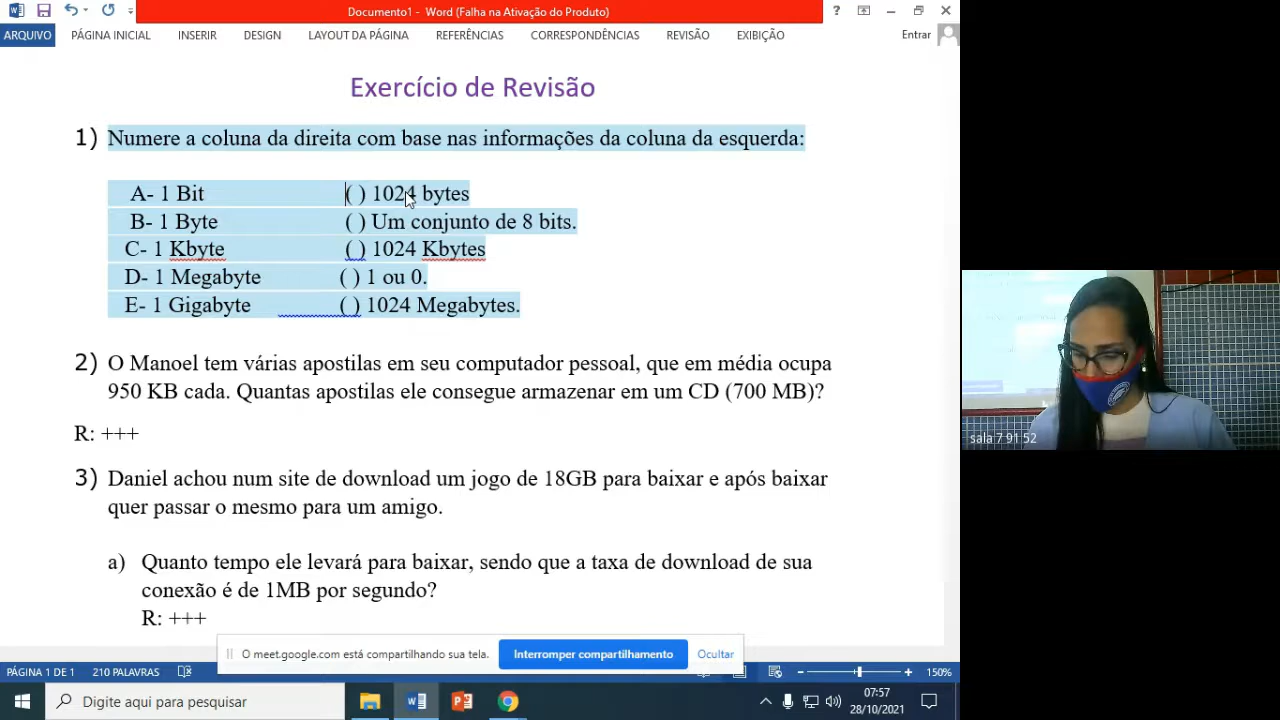 Documento1 - Word (Falha na Ativação do Produto)
ARQUIVO PÁGINA INICIAL INSERIR DESIGN LAYOUT DA PÁGINA REFERÊNCIAS CORRESPONDÊNCIAS REVISÃO EXIBIÇÃO Entrar
Exercício de Revisão
1) Numere a coluna da direita com base nas informações da coluna da esquerda:
A- 1 Bit ( ) 1024 bytes
B- 1 Byte ( ) Um conjunto de 8 bits.
C- 1 Kbyte ( ) 1024 Kbytes
D- 1 Megabyte ( ) 1 ou 0.
E- 1 Gigabyte ( ) 1024 Megabytes.
2) O Manoel tem várias apostilas em seu computador pessoal, que em média ocupa
950 KB cada. Quantas apostilas ele consegue armazenar em um CD (700 MB)?
R: +++
3) Daniel achou num site de download um jogo de 18GB para baixar e após baixar
quer passar o mesmo para um amigo.
a) Quanto tempo ele levará para baixar, sendo que a taxa de download de sua
conexão é de 1MB por segundo?
R: +++
O meet.google.com está compartilhando sua tela. Interromper compartilhamento Ocultar
PÁGINA 1 DE 1 210 PALAVRAS 150%
Digite aqui para pesquisar
07:57
28/10/2021
sala 7 91 52